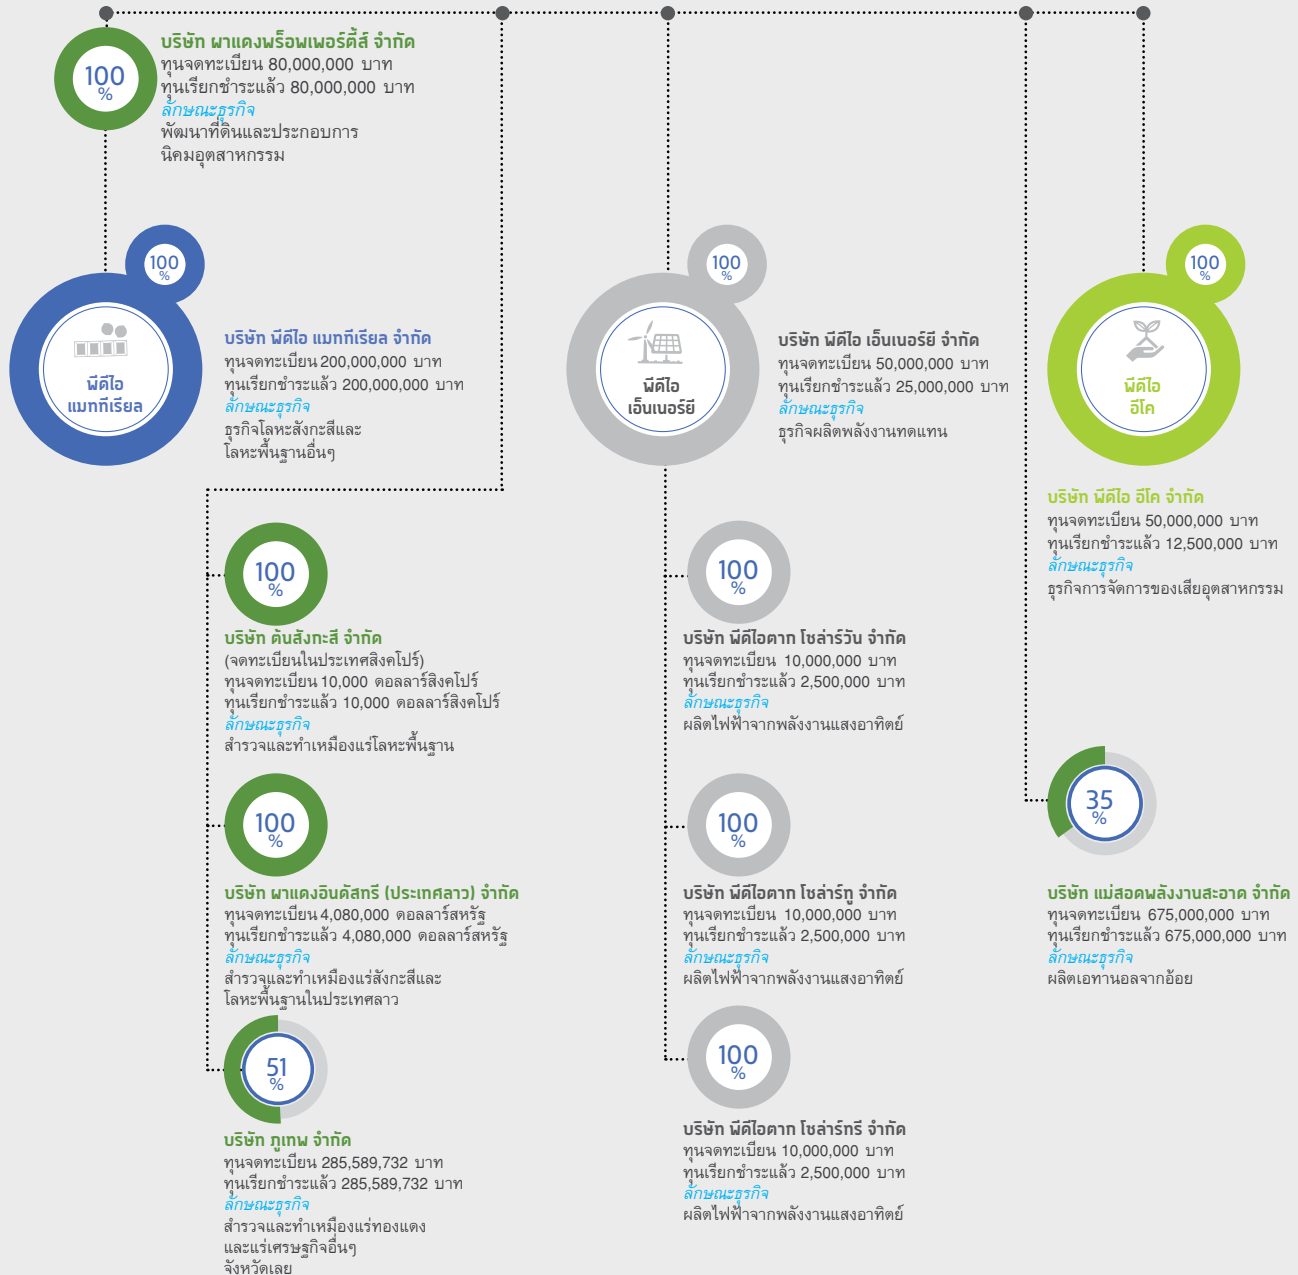 100
%
บริษัท ผาแดงพร็อพเพอร์ตี้ส์ จำกัด
ทุนจดทะเบียน 80,000,000 บาท
ทุนเรียกชำระแล้ว 80,000,000 บาท
ลักษณะธุรกิจ
พัฒนาที่ดินและประกอบการ
นิคมอุตสาหกรรม
100
%
พีดีไอ
แมททีเรียล
บริษัท พีดีไอ แมททีเรียล จำกัด
ทุนจดทะเบียน 200,000,000 บาท
ทุนเรียกชำระแล้ว 200,000,000 บาท
ลักษณะธุรกิจ
ธุรกิจโลหะสังกะสีและ
โลหะพื้นฐานอื่นๆ
100
%
บริษัท ต้นสังกะสี จำกัด
(จดทะเบียนในประเทศสิงคโปร์)
ทุนจดทะเบียน 10,000 ดอลลาร์สิงคโปร์
ทุนเรียกชำระแล้ว 10,000 ดอลลาร์สิงคโปร์
ลักษณะธุรกิจ
สำรวจและทำเหมืองแร่โลหะพื้นฐาน
100
%
บริษัท ผาแดงอินดัสทรี (ประเทศลาว) จำกัด
ทุนจดทะเบียน 4,080,000 ดอลลาร์สหรัฐ
ทุนเรียกชำระแล้ว 4,080,000 ดอลลาร์สหรัฐ
ลักษณะธุรกิจ
สำรวจและทำเหมืองแร่สังกะสีและ
โลหะพื้นฐานในประเทศลาว
51
%
บริษัท ภูเทพ จำกัด
ทุนจดทะเบียน 285,589,732 บาท
ทุนเรียกชำระแล้ว 285,589,732 บาท
ลักษณะธุรกิจ
สำรวจและทำเหมืองแร่ทองแดง
และแร่เศรษฐกิจอื่นๆ
จังหวัดเลย
100
%
พีดีไอ
เอ็นเนอร์ยี
บริษัท พีดีไอ เอ็นเนอร์ยี จำกัด
ทุนจดทะเบียน 50,000,000 บาท
ทุนเรียกชำระแล้ว 25,000,000 บาท
ลักษณะธุรกิจ
ธุรกิจผลิตพลังงานทดแทน
100
%
บริษัท พีดีไอตาก โซล่าร์วัน จำกัด
ทุนจดทะเบียน 10,000,000 บาท
ทุนเรียกชำระแล้ว 2,500,000 บาท
ลักษณะธุรกิจ
ผลิตไฟฟ้าจากพลังงานแสงอาทิตย์
100
%
บริษัท พีดีไอตาก โซล่าร์ทู จำกัด
ทุนจดทะเบียน 10,000,000 บาท
ทุนเรียกชำระแล้ว 2,500,000 บาท
ลักษณะธุรกิจ
ผลิตไฟฟ้าจากพลังงานแสงอาทิตย์
100
%
บริษัท พีดีไอตาก โซล่าร์ทรี จำกัด
ทุนจดทะเบียน 10,000,000 บาท
ทุนเรียกชำระแล้ว 2,500,000 บาท
ลักษณะธุรกิจ
ผลิตไฟฟ้าจากพลังงานแสงอาทิตย์
100
%
พีดีไอ
อีโค
บริษัท พีดีไอ อีโค จำกัด
ทุนจดทะเบียน 50,000,000 บาท
ทุนเรียกชำระแล้ว 12,500,000 บาท
ลักษณะธุรกิจ
ธุรกิจการจัดการของเสียอุตสาหกรรม
35
%
บริษัท แม่สอดพลังงานสะอาด จำกัด
ทุนจดทะเบียน 675,000,000 บาท
ทุนเรียกชำระแล้ว 675,000,000 บาท
ลักษณะธุรกิจ
ผลิตเอทานอลจากอ้อย